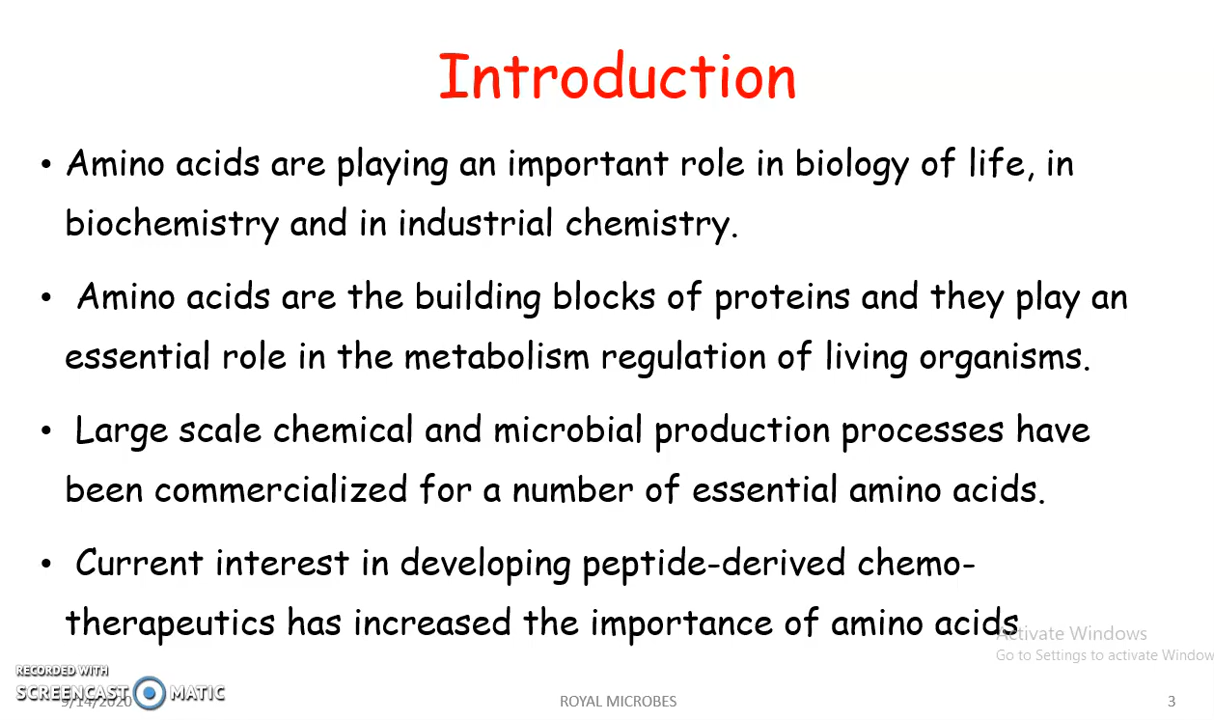 Introduction
• Amino acids are playing an important role in biology of life, in
biochemistry and in industrial chemistry.
• Amino acids are the building blocks of proteins and they play an
essential role in the metabolism regulation of living organisms.
• Large scale chemical and microbial production processes have
been commercialized for a number of essential amino acids.
• Current interest in developing peptide-derived chemo-
therapeutics has increased the importance of amino acids
Activate Windows
Go to Settings to activate Window
RECORDED WITH
SCREENCAST MATIC
9/14/2020
ROYAL MICROBES
3